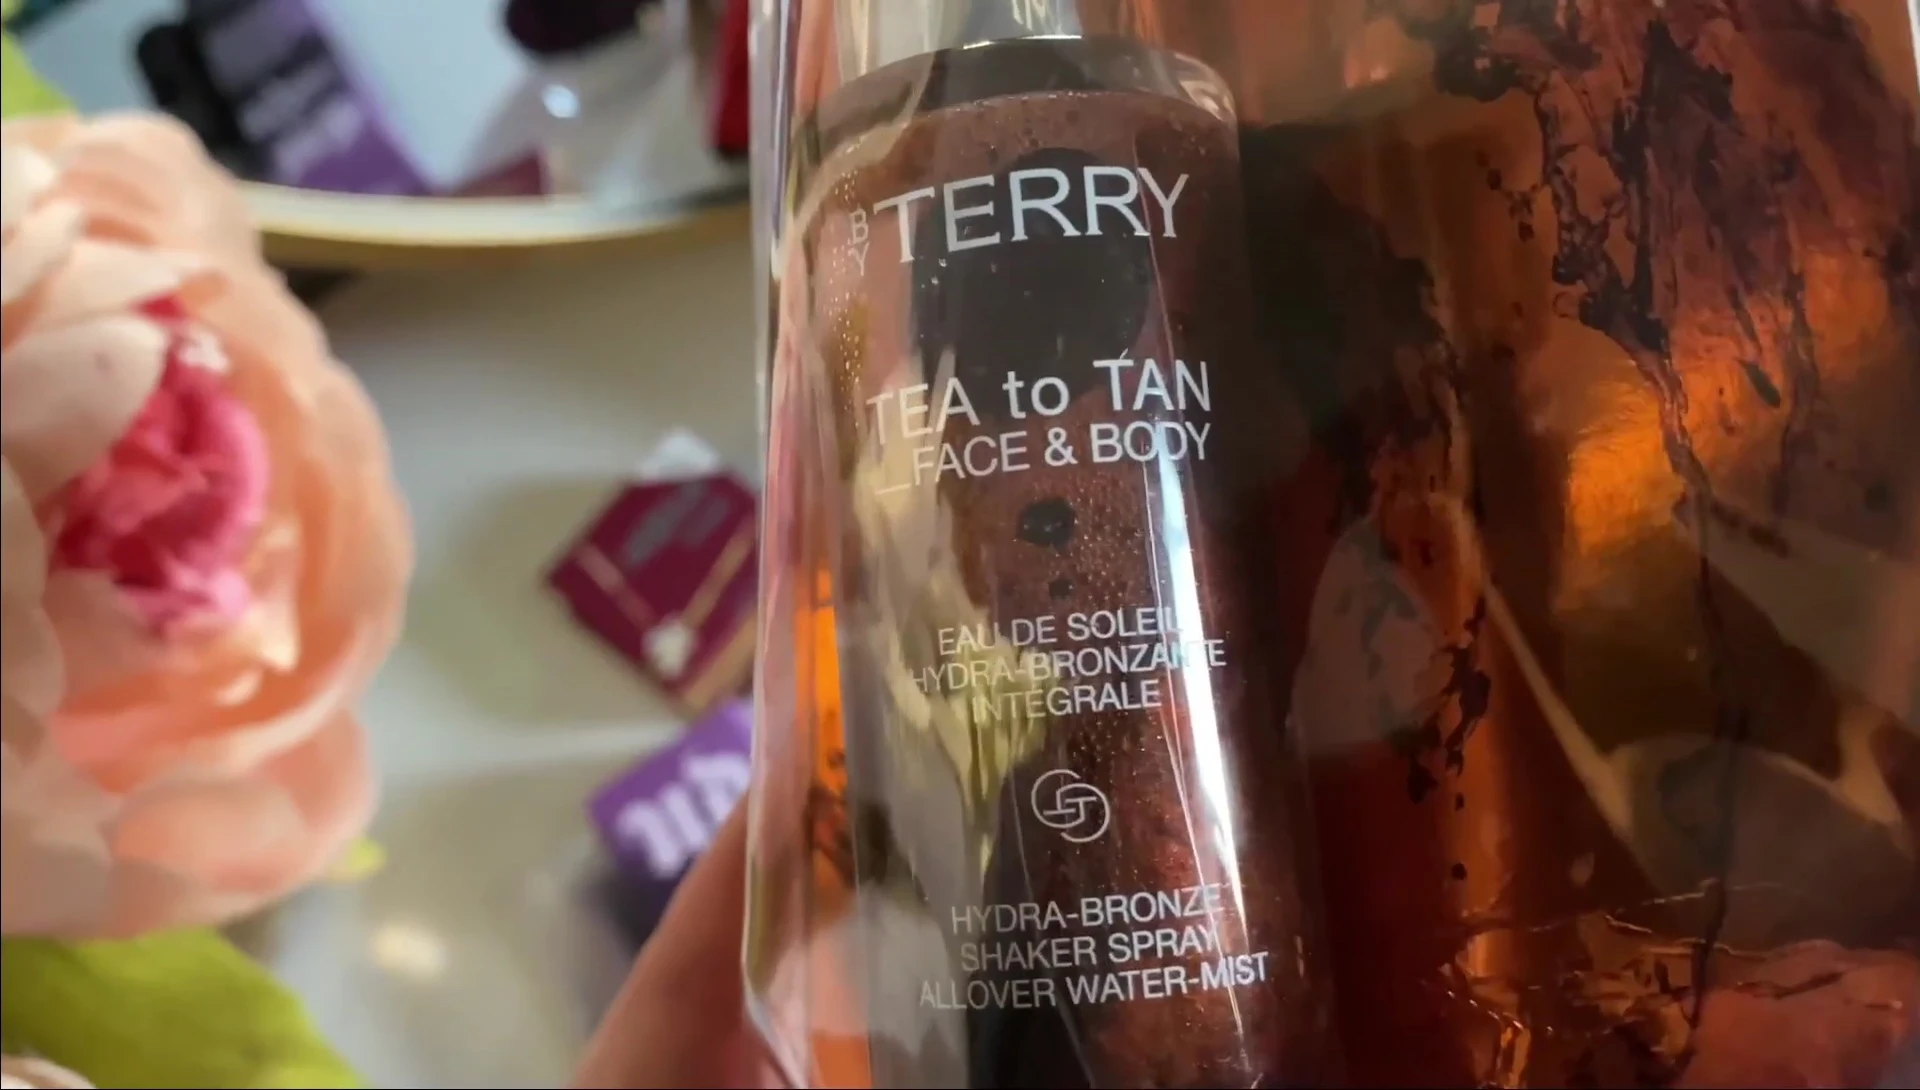 BY TERRY
TEA to TAN
FACE & BODY
EAU DE SOLEIL
HYDRA-BRONZANTE
INTÉGRALE
HYDRA-BRONZE
SHAKER SPRAY
ALLOVER WATER-MIST